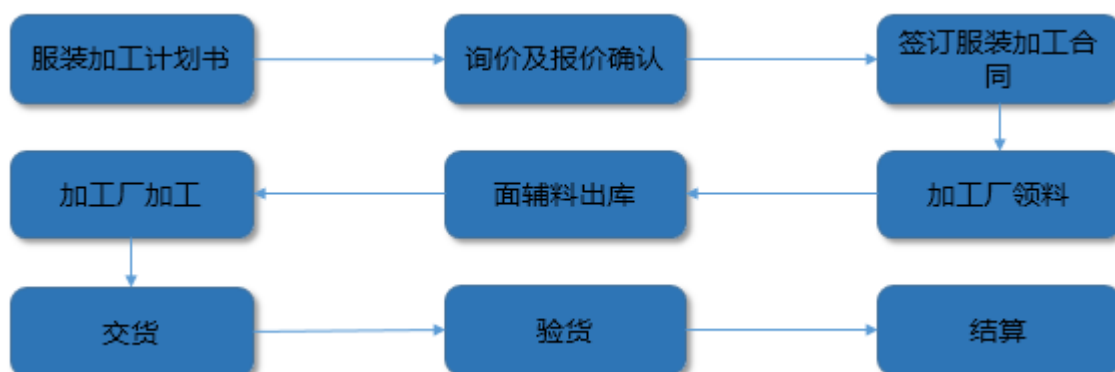 服装加工计划书
询价及报价确认
签订服装加工合
同
加工厂加工
面辅料出库
加工厂领料
交货
验货
结算